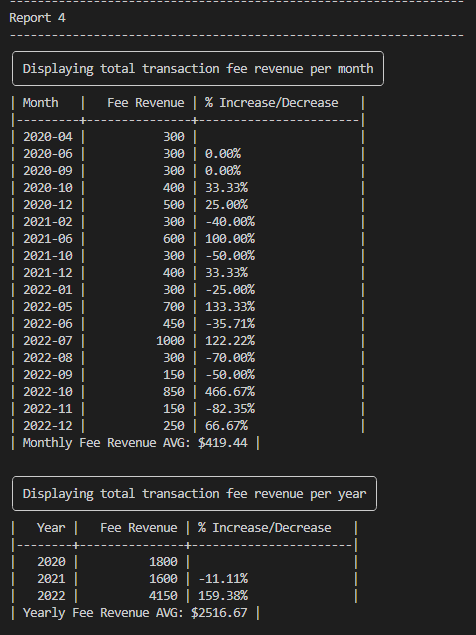 Report 4
Displaying total transaction fee revenue per month
| Month | Fee Revenue | % Increase/Decrease |
| 2020-04 | 300 | |
| 2020-06 | 300 | 0.00% |
| 2020-09 | 300 | 0.00% |
| 2020-10 | 400 | 33.33% |
| 2020-12 | 500 | 25.00% |
| 2021-02 | 300 | -40.00% |
| 2021-06 | 600 | 100.00% |
| 2021-10 | 300 | -50.00% |
| 2021-12 | 400 | 33.33% |
| 2022-01 | 300 | -25.00% |
| 2022-05 | 700 | 133.33% |
| 2022-06 | 450 | -35.71% |
| 2022-07 | 1000 | 122.22% |
| 2022-08 | 300 | -70.00% |
| 2022-09 | 150 | -50.00% |
| 2022-10 | 850 | 466.67% |
| 2022-11 | 150 | -82.35% |
| 2022-12 | 250 | 66.67% |
| Monthly Fee Revenue AVG: $419.44 |
Displaying total transaction fee revenue per year
| Year | Fee Revenue | % Increase/Decrease |
| 2020 | 1800 | |
| 2021 | 1600 | -11.11% |
| 2022 | 4150 | 159.38% |
| Yearly Fee Revenue AVG: $2516.67 |